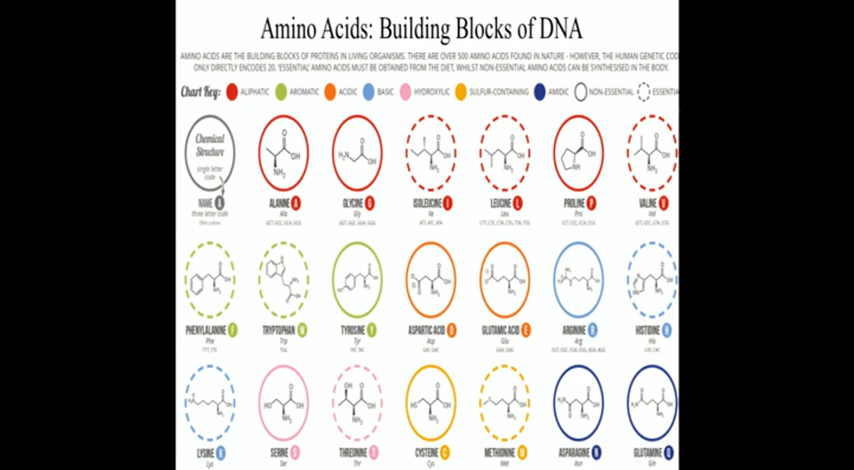 Amino Acids: Building Blocks of DNA
AMINO ACIDS ARE THE BUILDING BLOCKS OF PROTEINS IN LIVING ORGANISMS. THERE ARE OVER 500 AMINO ACIDS FOUND IN NATURE - HOWEVER, THE HUMAN GENETIC COD
ONLY DIRECTLY ENCODES 20. 'ESSENTIAL' AMINO ACIDS MUST BE OBTAINED FROM THE DIET, WHILST NON-ESSENTIAL AMINO ACIDS CAN BE SYNTHESISED IN THE BODY.
Chart Key: ALIPHATIC AROMATIC ACIDIC BASIC HYDROXYLIC SULFUR-CONTAINING AMIDIC NON-ESSENTIAL ESSENTIA
Chemical
Structure
single letter
code
NAME A ALANINE A GLYCINE G ISOLEUCINE I LEUCINE L PROLINE P VALINE V
three letter code Ala Gly Ile Leu Pro Val
PHENYLALANINE F TRYPTOPHAN W TYROSINE Y ASPARTIC ACID D GLUTAMIC ACID E ARGININE R HISTIDINE H
Phe Trp Tyr Asp Glu Arg His
LYSINE K SERINE S THREONINE T CYSTEINE C METHIONINE M ASPARAGINE N GLUTAMINE Q
Lys Ser Thr Cys Met Asn Gln